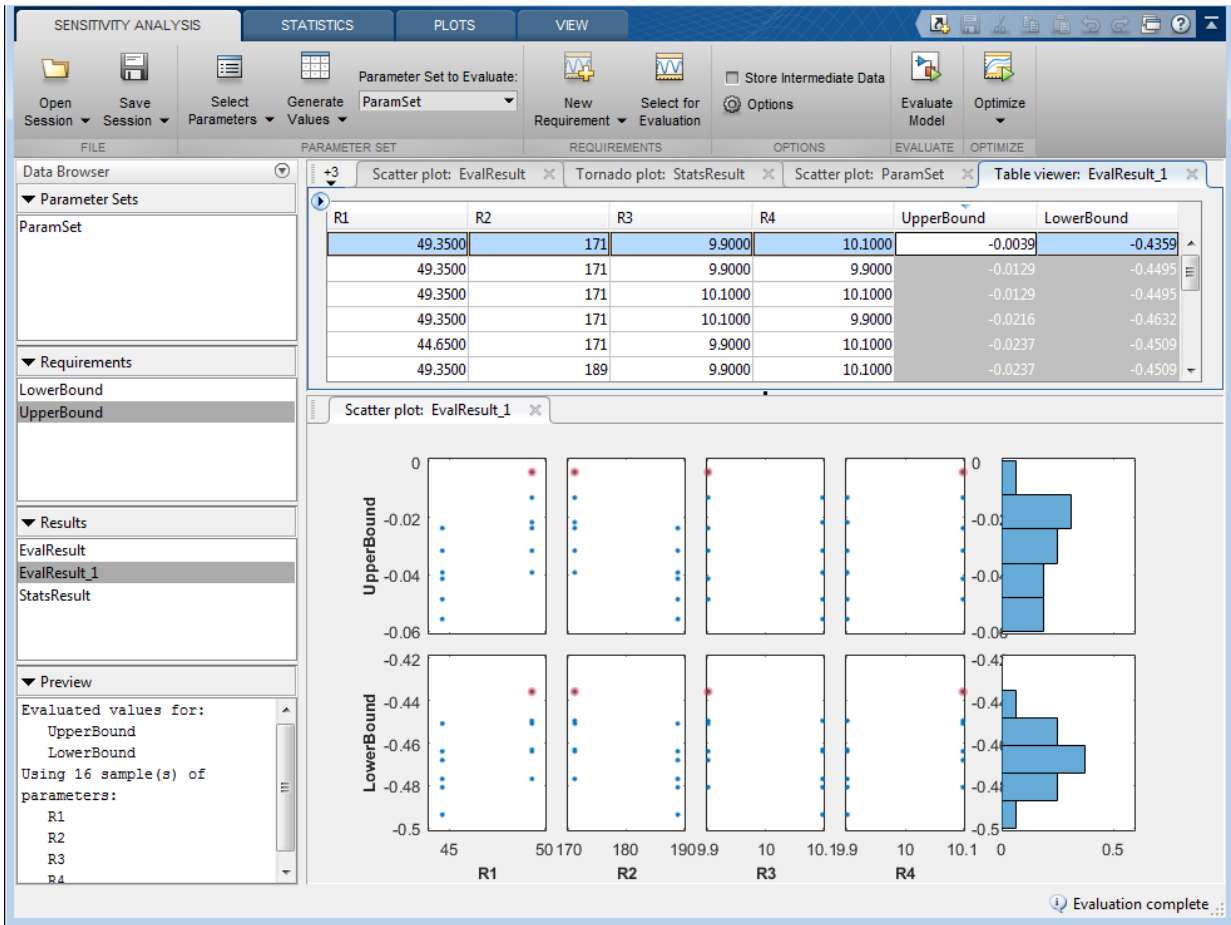 SENSITIVITY ANALYSIS STATISTICS PLOTS VIEW
Open Session Save Session Select Parameters Generate Values Parameter Set to Evaluate: ParamSet New Requirement Select for Evaluation Store Intermediate Data Options Evaluate Model Optimize
FILE PARAMETER SET REQUIREMENTS OPTIONS EVALUATE OPTIMIZE
Data Browser
Parameter Sets
ParamSet
Requirements
LowerBound
UpperBound
Results
EvalResult
EvalResult_1
StatsResult
Preview
Evaluated values for:
UpperBound
LowerBound
Using 16 sample(s) of
parameters:
R1
R2
R3
R4
+3 Scatter plot: EvalResult Tornado plot: StatsResult Scatter plot: ParamSet Table viewer: EvalResult_1
R1 R2 R3 R4 UpperBound LowerBound
49.3500 171 9.9000 10.1000 -0.0039 -0.4359
49.3500 171 9.9000 9.9000 -0.0129 -0.4495
49.3500 171 10.1000 10.1000 -0.0129 -0.4495
49.3500 171 10.1000 9.9000 -0.0216 -0.4632
44.6500 171 9.9000 10.1000 -0.0237 -0.4509
49.3500 189 9.9000 10.1000 -0.0237 -0.4509
Scatter plot: EvalResult_1
UpperBound
0
-0.02
-0.04
-0.06
0
LowerBound
-0.42
-0.44
-0.46
-0.48
-0.5
-0.5
45 50 170 180 190 9.9 10 10.1 9.9 10 10.1 0 0.5
R1 R2 R3 R4
Evaluation complete